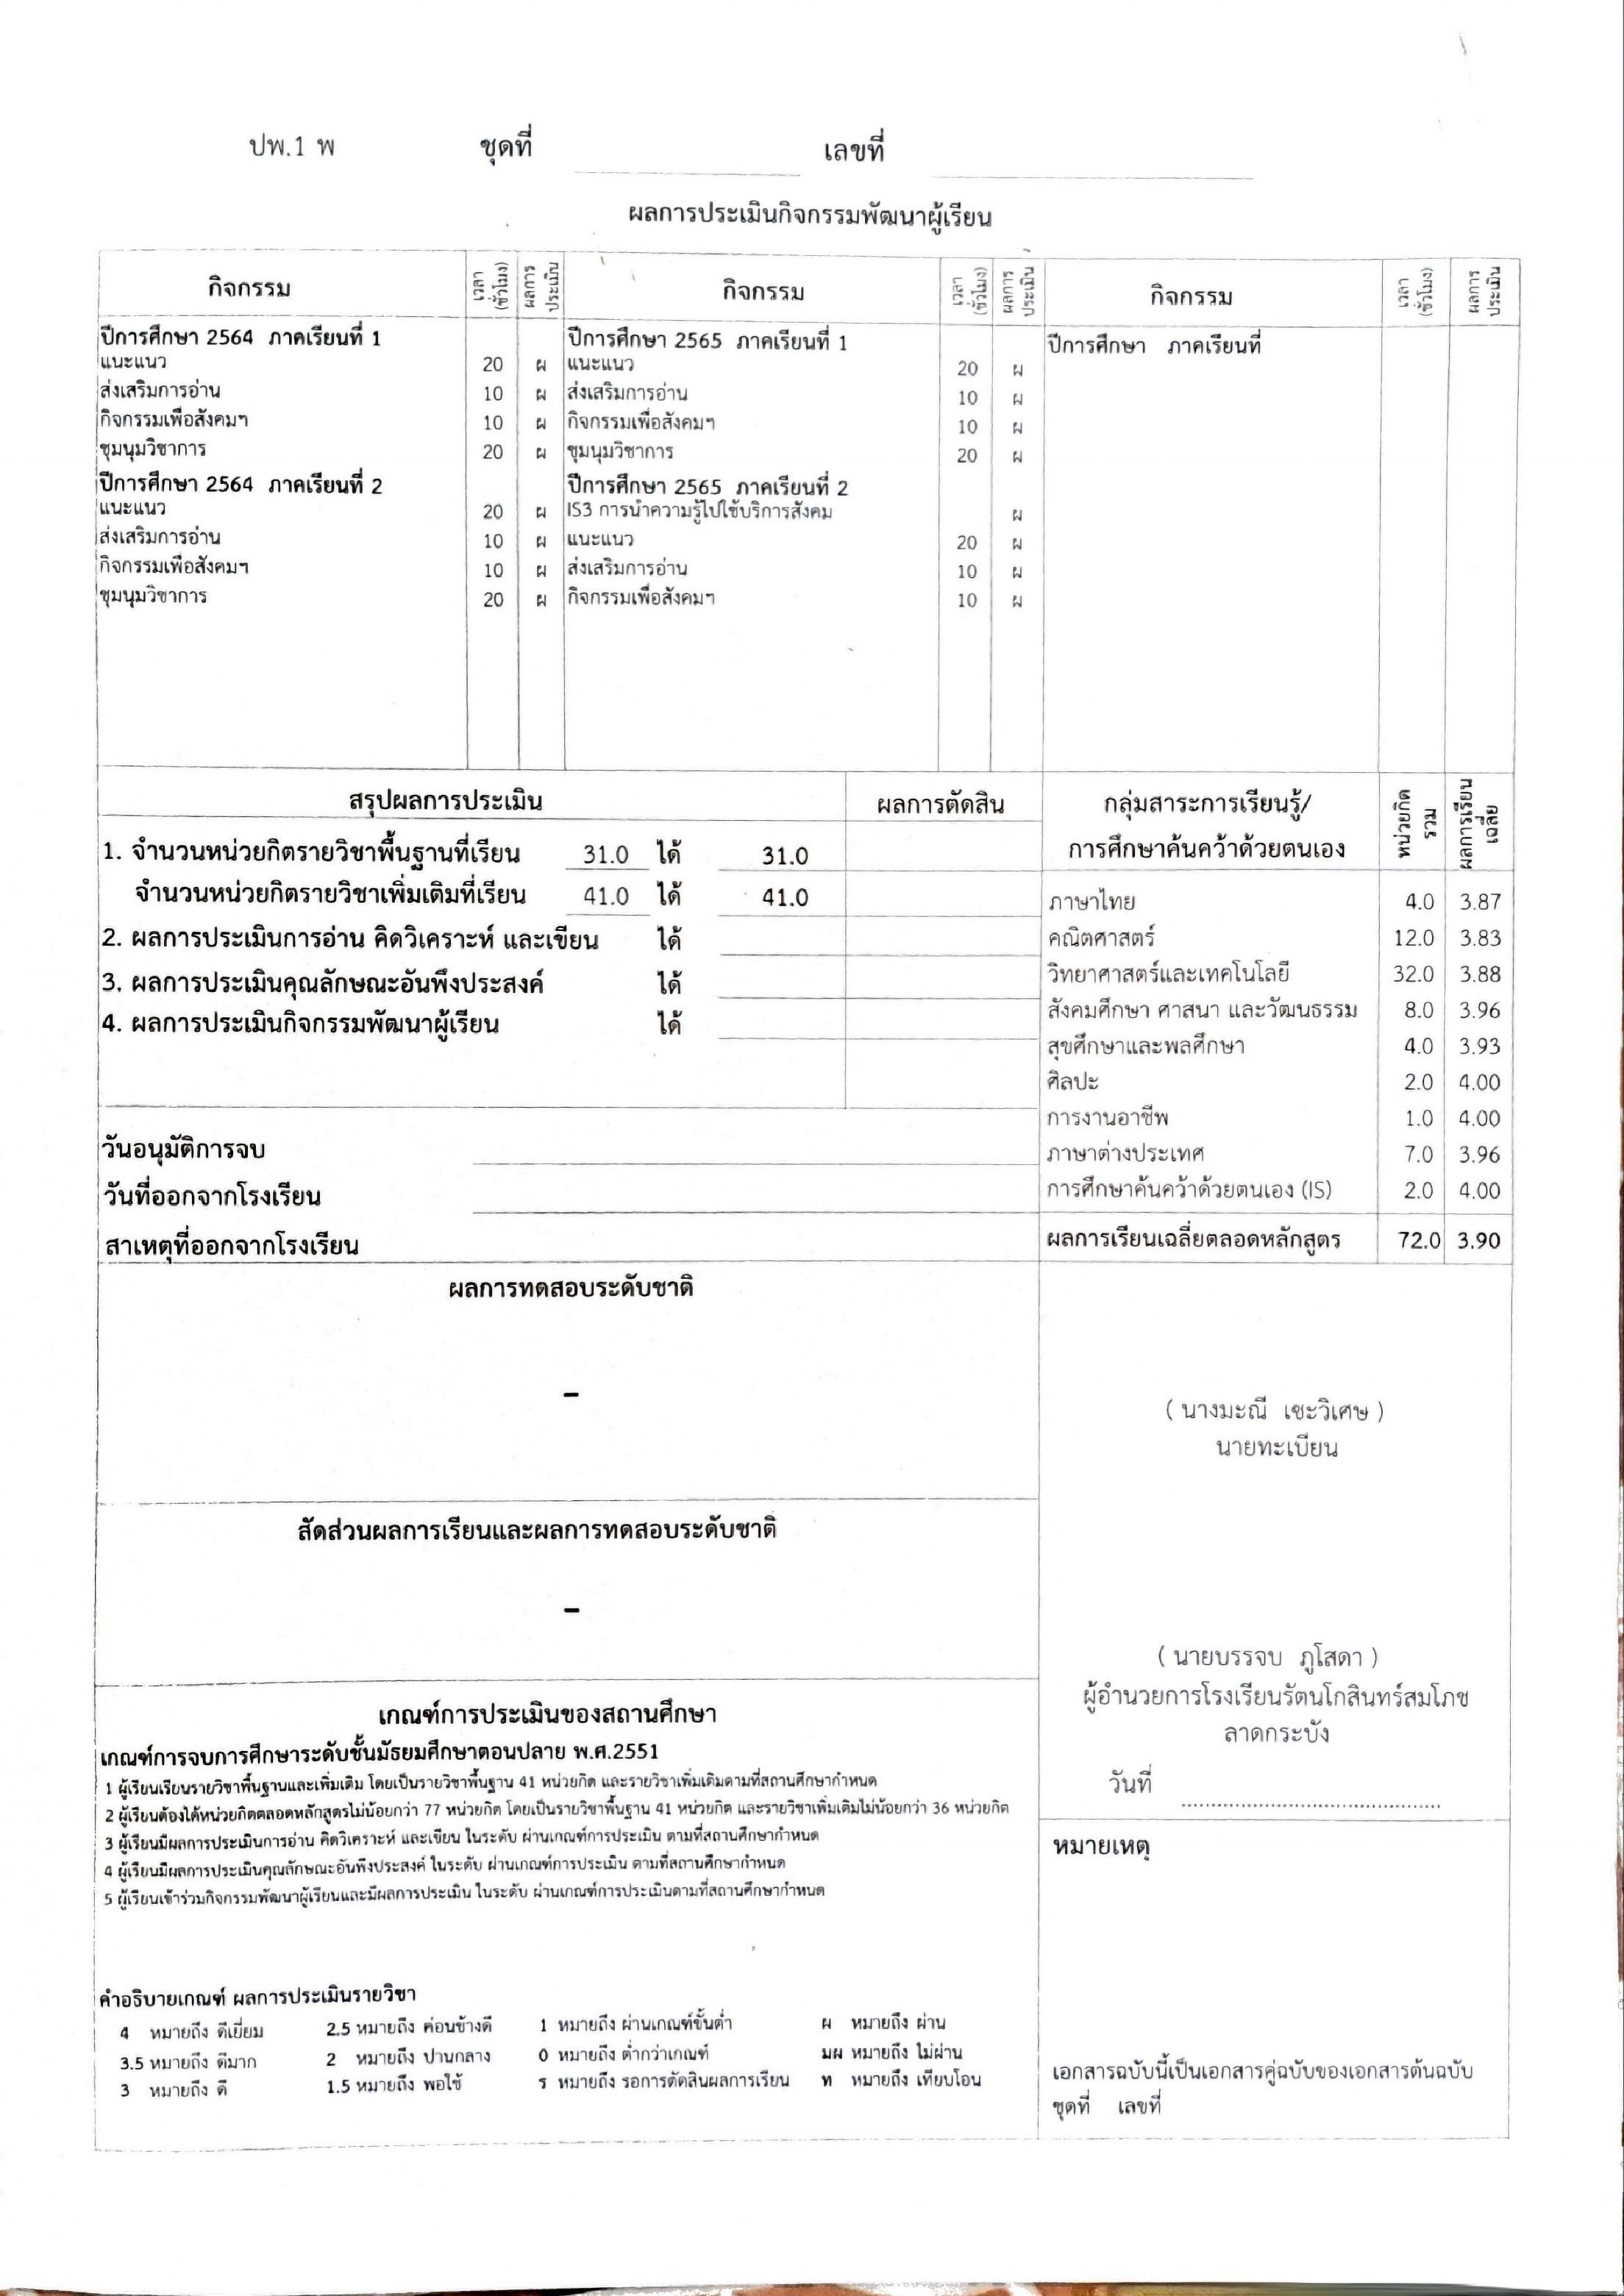 ปพ.1 พ ชุดที่ เลขที่
ผลการประเมินกิจกรรมพัฒนาผู้เรียน
กิจกรรม เวลา (ชั่วโมง) ผลการประเมิน กิจกรรม เวลา (ชั่วโมง) ผลการประเมิน กิจกรรม เวลา (ชั่วโมง) ผลการประเมิน
ปีการศึกษา 2564 ภาคเรียนที่ 1 ปีการศึกษา 2565 ภาคเรียนที่ 1 ปีการศึกษา ภาคเรียนที่
แนะแนว 20 ผ แนะแนว 20 ผ
ส่งเสริมการอ่าน 10 ผ ส่งเสริมการอ่าน 10 ผ
กิจกรรมเพื่อสังคมฯ 10 ผ กิจกรรมเพื่อสังคมฯ 10 ผ
ชุมนุมวิชาการ 20 ผ ชุมนุมวิชาการ 20 ผ
ปีการศึกษา 2564 ภาคเรียนที่ 2 ปีการศึกษา 2565 ภาคเรียนที่ 2
แนะแนว 20 ผ IS3 การนำความรู้ไปใช้บริการสังคม ผ
ส่งเสริมการอ่าน 10 ผ แนะแนว 20 ผ
กิจกรรมเพื่อสังคมฯ 10 ผ ส่งเสริมการอ่าน 10 ผ
ชุมนุมวิชาการ 20 ผ กิจกรรมเพื่อสังคมฯ 10 ผ
สรุปผลการประเมิน ผลการตัดสิน
1. จำนวนหน่วยกิตรายวิชาพื้นฐานที่เรียน 31.0 ได้ 31.0
จำนวนหน่วยกิตรายวิชาเพิ่มเติมที่เรียน 41.0 ได้ 41.0
2. ผลการประเมินการอ่าน คิดวิเคราะห์ และเขียน ได้
3. ผลการประเมินคุณลักษณะอันพึงประสงค์ ได้
4. ผลการประเมินกิจกรรมพัฒนาผู้เรียน ได้
วันอนุมัติการจบ
วันที่ออกจากโรงเรียน
สาเหตุที่ออกจากโรงเรียน
กลุ่มสาระการเรียนรู้/ หน่วยกิตรวม ผลการเรียนเฉลี่ย
การศึกษาค้นคว้าด้วยตนเอง
ภาษาไทย 4.0 3.87
คณิตศาสตร์ 12.0 3.83
วิทยาศาสตร์และเทคโนโลยี 32.0 3.88
สังคมศึกษา ศาสนา และวัฒนธรรม 8.0 3.96
สุขศึกษาและพลศึกษา 4.0 3.93
ศิลปะ 2.0 4.00
การงานอาชีพ 1.0 4.00
ภาษาต่างประเทศ 7.0 3.96
การศึกษาค้นคว้าด้วยตนเอง (IS) 2.0 4.00
ผลการเรียนเฉลี่ยตลอดหลักสูตร 72.0 3.90
ผลการทดสอบระดับชาติ
-
สัดส่วนผลการเรียนและผลการทดสอบระดับชาติ
-
เกณฑ์การประเมินของสถานศึกษา
เกณฑ์การจบการศึกษาระดับชั้นมัธยมศึกษาตอนปลาย พ.ศ.2551
1 ผู้เรียนเรียนรายวิชาพื้นฐานและเพิ่มเติม โดยเป็นรายวิชาพื้นฐาน 41 หน่วยกิต และรายวิชาเพิ่มเติมตามที่สถานศึกษากำหนด
2 ผู้เรียนต้องได้หน่วยกิตตลอดหลักสูตรไม่น้อยกว่า 77 หน่วยกิต โดยเป็นรายวิชาพื้นฐาน 41 หน่วยกิต และรายวิชาเพิ่มเติมไม่น้อยกว่า 36 หน่วยกิต
3 ผู้เรียนมีผลการประเมินการอ่าน คิดวิเคราะห์ และเขียน ในระดับ ผ่านเกณฑ์การประเมิน ตามที่สถานศึกษากำหนด
4 ผู้เรียนมีผลการประเมินคุณลักษณะอันพึงประสงค์ ในระดับ ผ่านเกณฑ์การประเมิน ตามที่สถานศึกษากำหนด
5 ผู้เรียนเข้าร่วมกิจกรรมพัฒนาผู้เรียนและมีผลการประเมิน ในระดับ ผ่านเกณฑ์การประเมินตามที่สถานศึกษากำหนด
คำอธิบายเกณฑ์ ผลการประเมินรายวิชา
4 หมายถึง ดีเยี่ยม 2.5 หมายถึง ค่อนข้างดี 1 หมายถึง ผ่านเกณฑ์ขั้นต่ำ ผ หมายถึง ผ่าน
3.5 หมายถึง ดีมาก 2 หมายถึง ปานกลาง 0 หมายถึง ต่ำกว่าเกณฑ์ มผ หมายถึง ไม่ผ่าน
3 หมายถึง ดี 1.5 หมายถึง พอใช้ ร หมายถึง รอการตัดสินผลการเรียน ท หมายถึง เทียบโอน
( นางมะณี เชะวิเศษ )
นายทะเบียน
( นายบรรจบ ภูโสดา )
ผู้อำนวยการโรงเรียนรัตนโกสินทร์สมโภช
ลาดกระบัง
วันที่
หมายเหตุ
เอกสารฉบับนี้เป็นเอกสารคู่ฉบับของเอกสารต้นฉบับ
ชุดที่ เลขที่